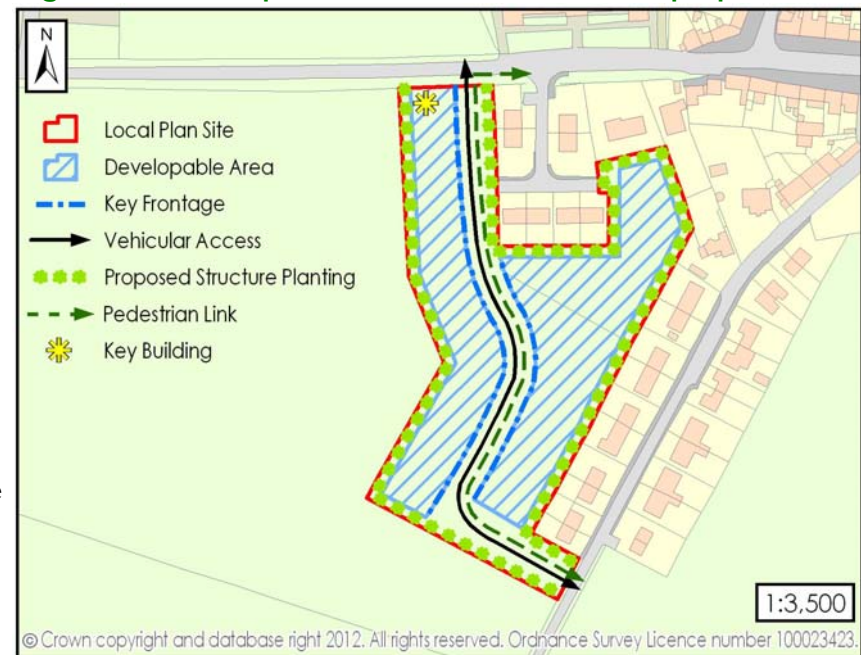 N
Local Plan Site
Developable Area
Key Frontage
Vehicular Access
Proposed Structure Planting
Pedestrian Link
Key Building
1:3,500
© Crown copyright and database right 2012. All rights reserved. Ordnance Survey Licence number 100023423.